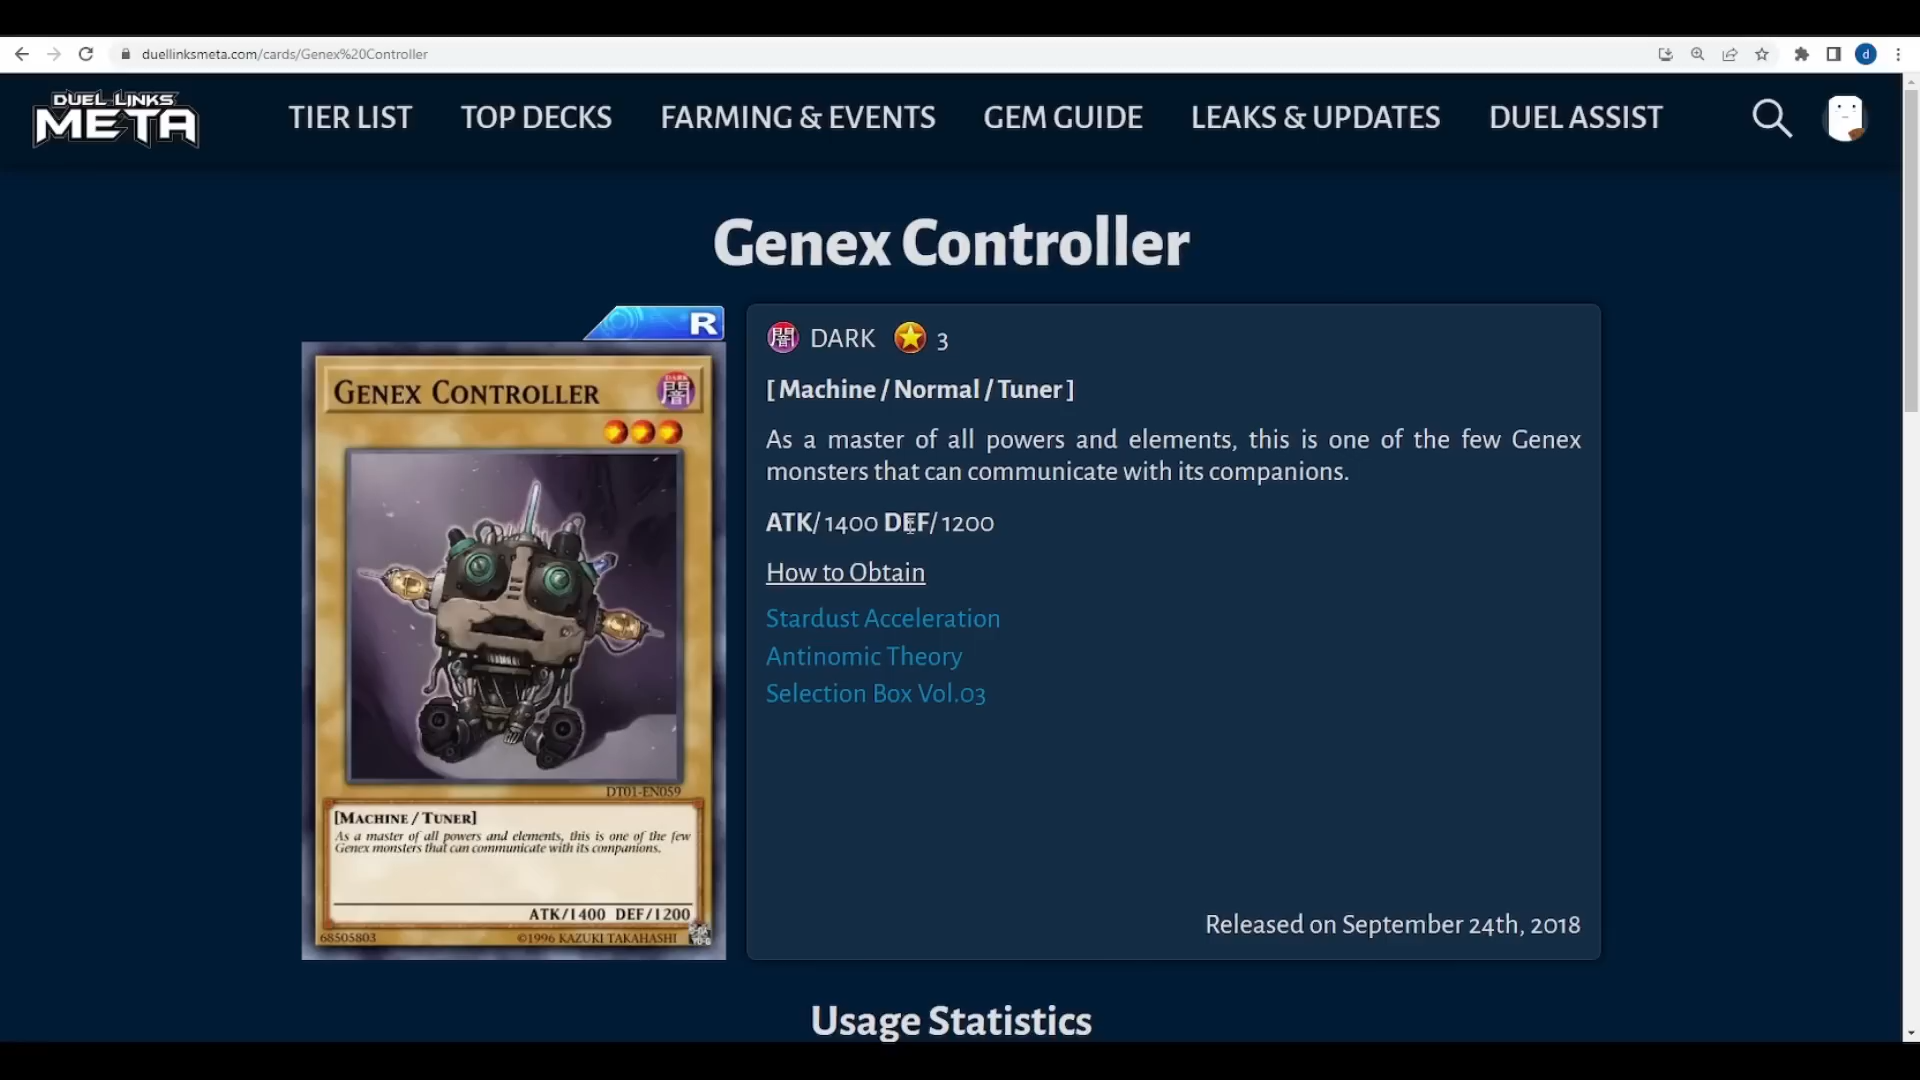 duellinksmeta.com/cards/Genex%20Controller
d
DUEL LINKS
META
TIER LIST
TOP DECKS
FARMING & EVENTS
GEM GUIDE
LEAKS & UPDATES
DUEL ASSIST
Genex Controller
R
GENEX CONTROLLER
DARK
闇
DT01-EN059
[MACHINE / TUNER]
As a master of all powers and elements, this is one of the few
Genex monsters that can communicate with its companions.
ATK/1400 DEF/1200
68505803
©1996 KAZUKI TAKAHASHI
闇 DARK 3
[ Machine / Normal / Tuner ]
As a master of all powers and elements, this is one of the few Genex
monsters that can communicate with its companions.
ATK/ 1400 DEF/ 1200
How to Obtain
Stardust Acceleration
Antinomic Theory
Selection Box Vol.03
Released on September 24th, 2018
Usage Statistics